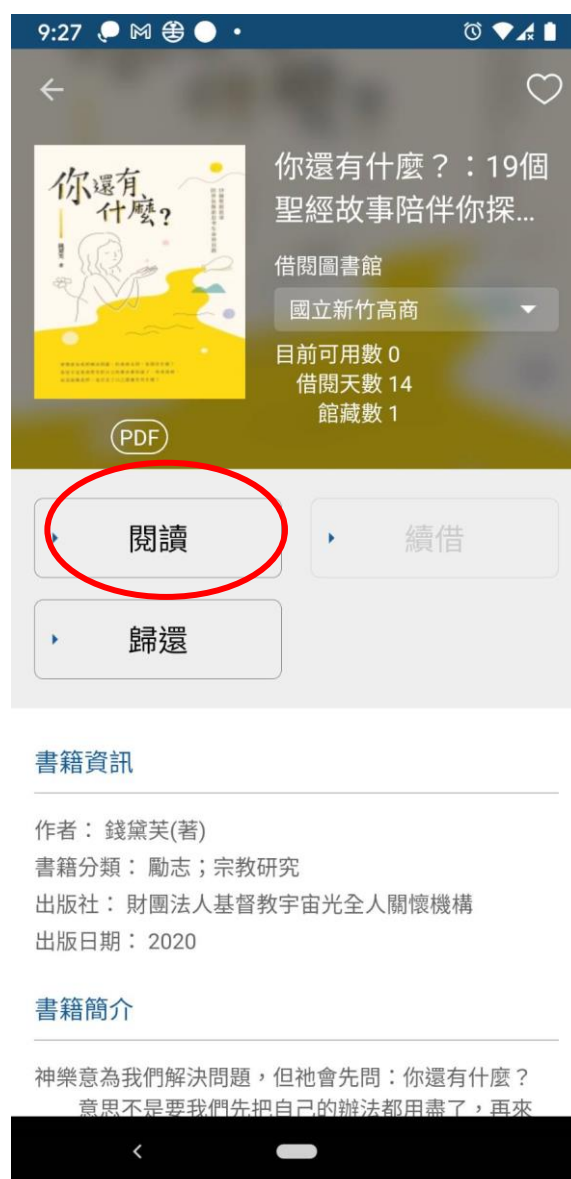 9:27
你還有什麼？：19個
聖經故事陪伴你探...
你還有
什麼?
借閱圖書館
國立新竹高商
目前可用數 0
借閱天數 14
館藏數 1
PDF
閱讀
續借
歸還
書籍資訊
作者： 錢黛芙(著)
書籍分類： 勵志；宗教研究
出版社： 財團法人基督教宇宙光全人關懷機構
出版日期： 2020
書籍簡介
神樂意為我們解決問題，但祂會先問：你還有什麼？
意思不是要我們先把自己的辦法都用盡了，再來